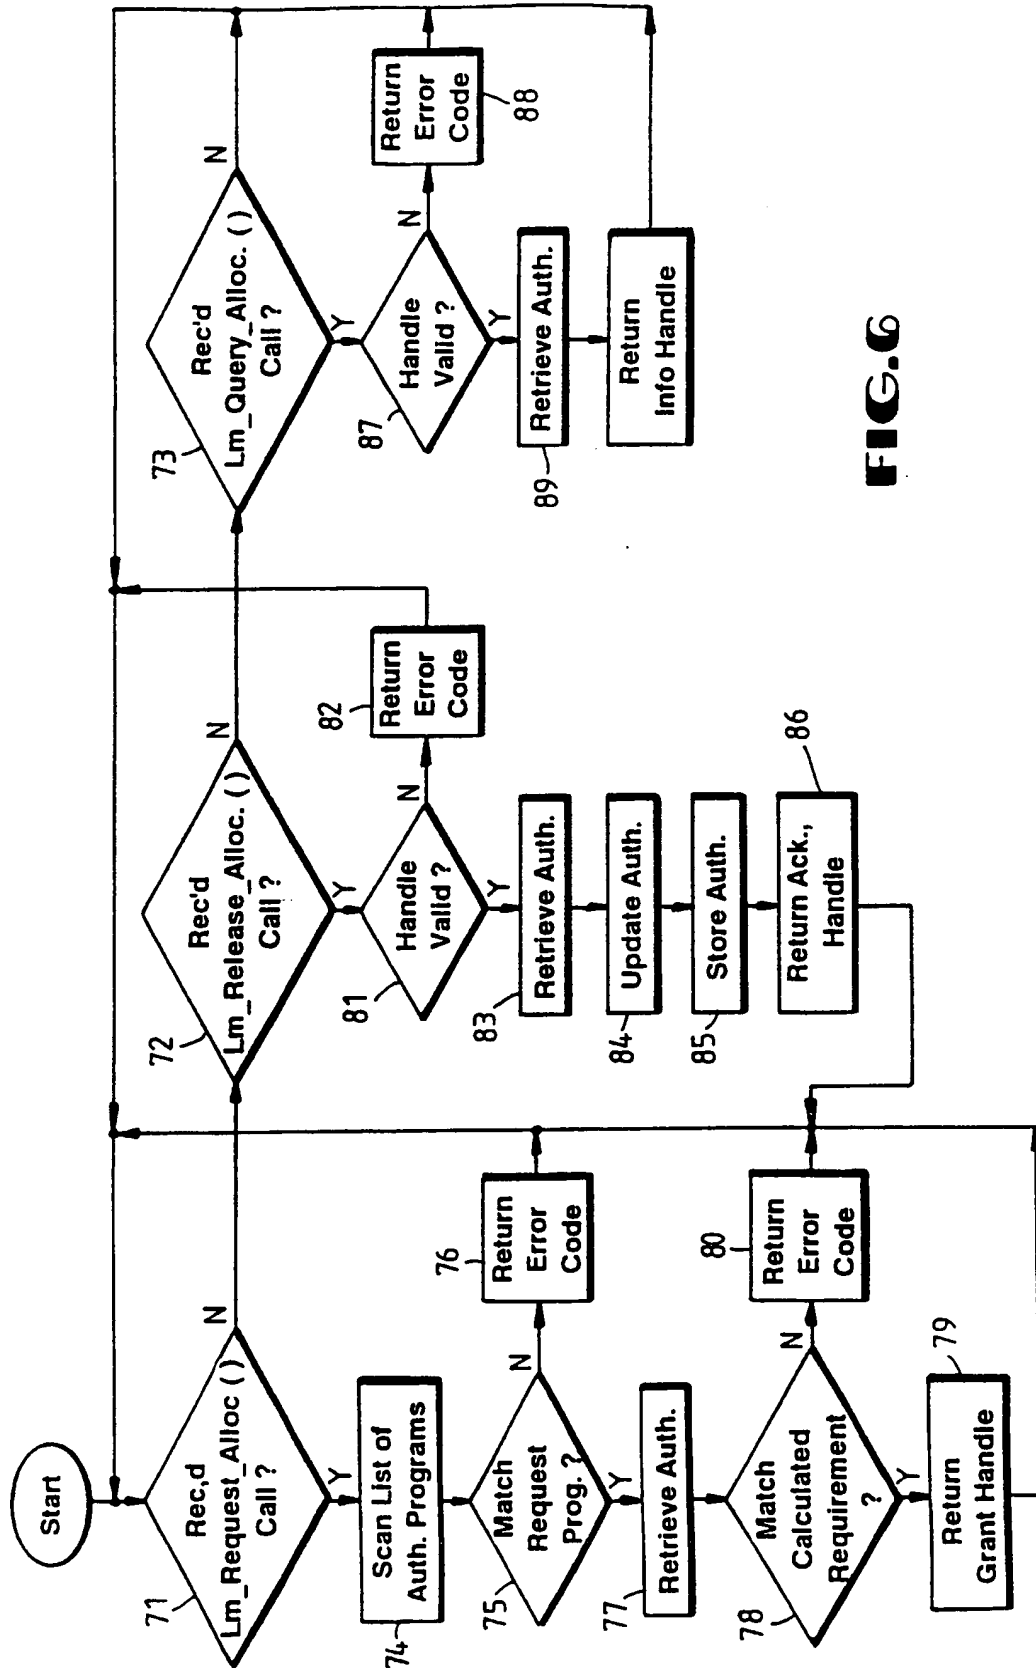 Start
71
Rec,d
Lm_Request_Alloc ()
Call ?
N
Y
Scan List of
Auth. Programs
74
75
Match
Request
Prog. ?
N
Y
76
Return
Error
Code
77
Retrieve Auth.
78
Match
Calculated
Requirement
?
N
Y
80
Return
Error
Code
79
Return
Grant Handle
72
Rec'd
Lm_Release_Alloc. ()
Call ?
N
Y
81
Handle
Valid ?
N
Y
82
Return
Error
Code
83
Retrieve Auth.
84
Update Auth.
85
Store Auth.
86
Return Ack.,
Handle
73
Rec'd
Lm_Query_Alloc. ()
Call ?
N
Y
87
Handle
Valid ?
N
Y
Return
Error
Code
88
89
Retrieve Auth.
Return
Info Handle
FIG.6